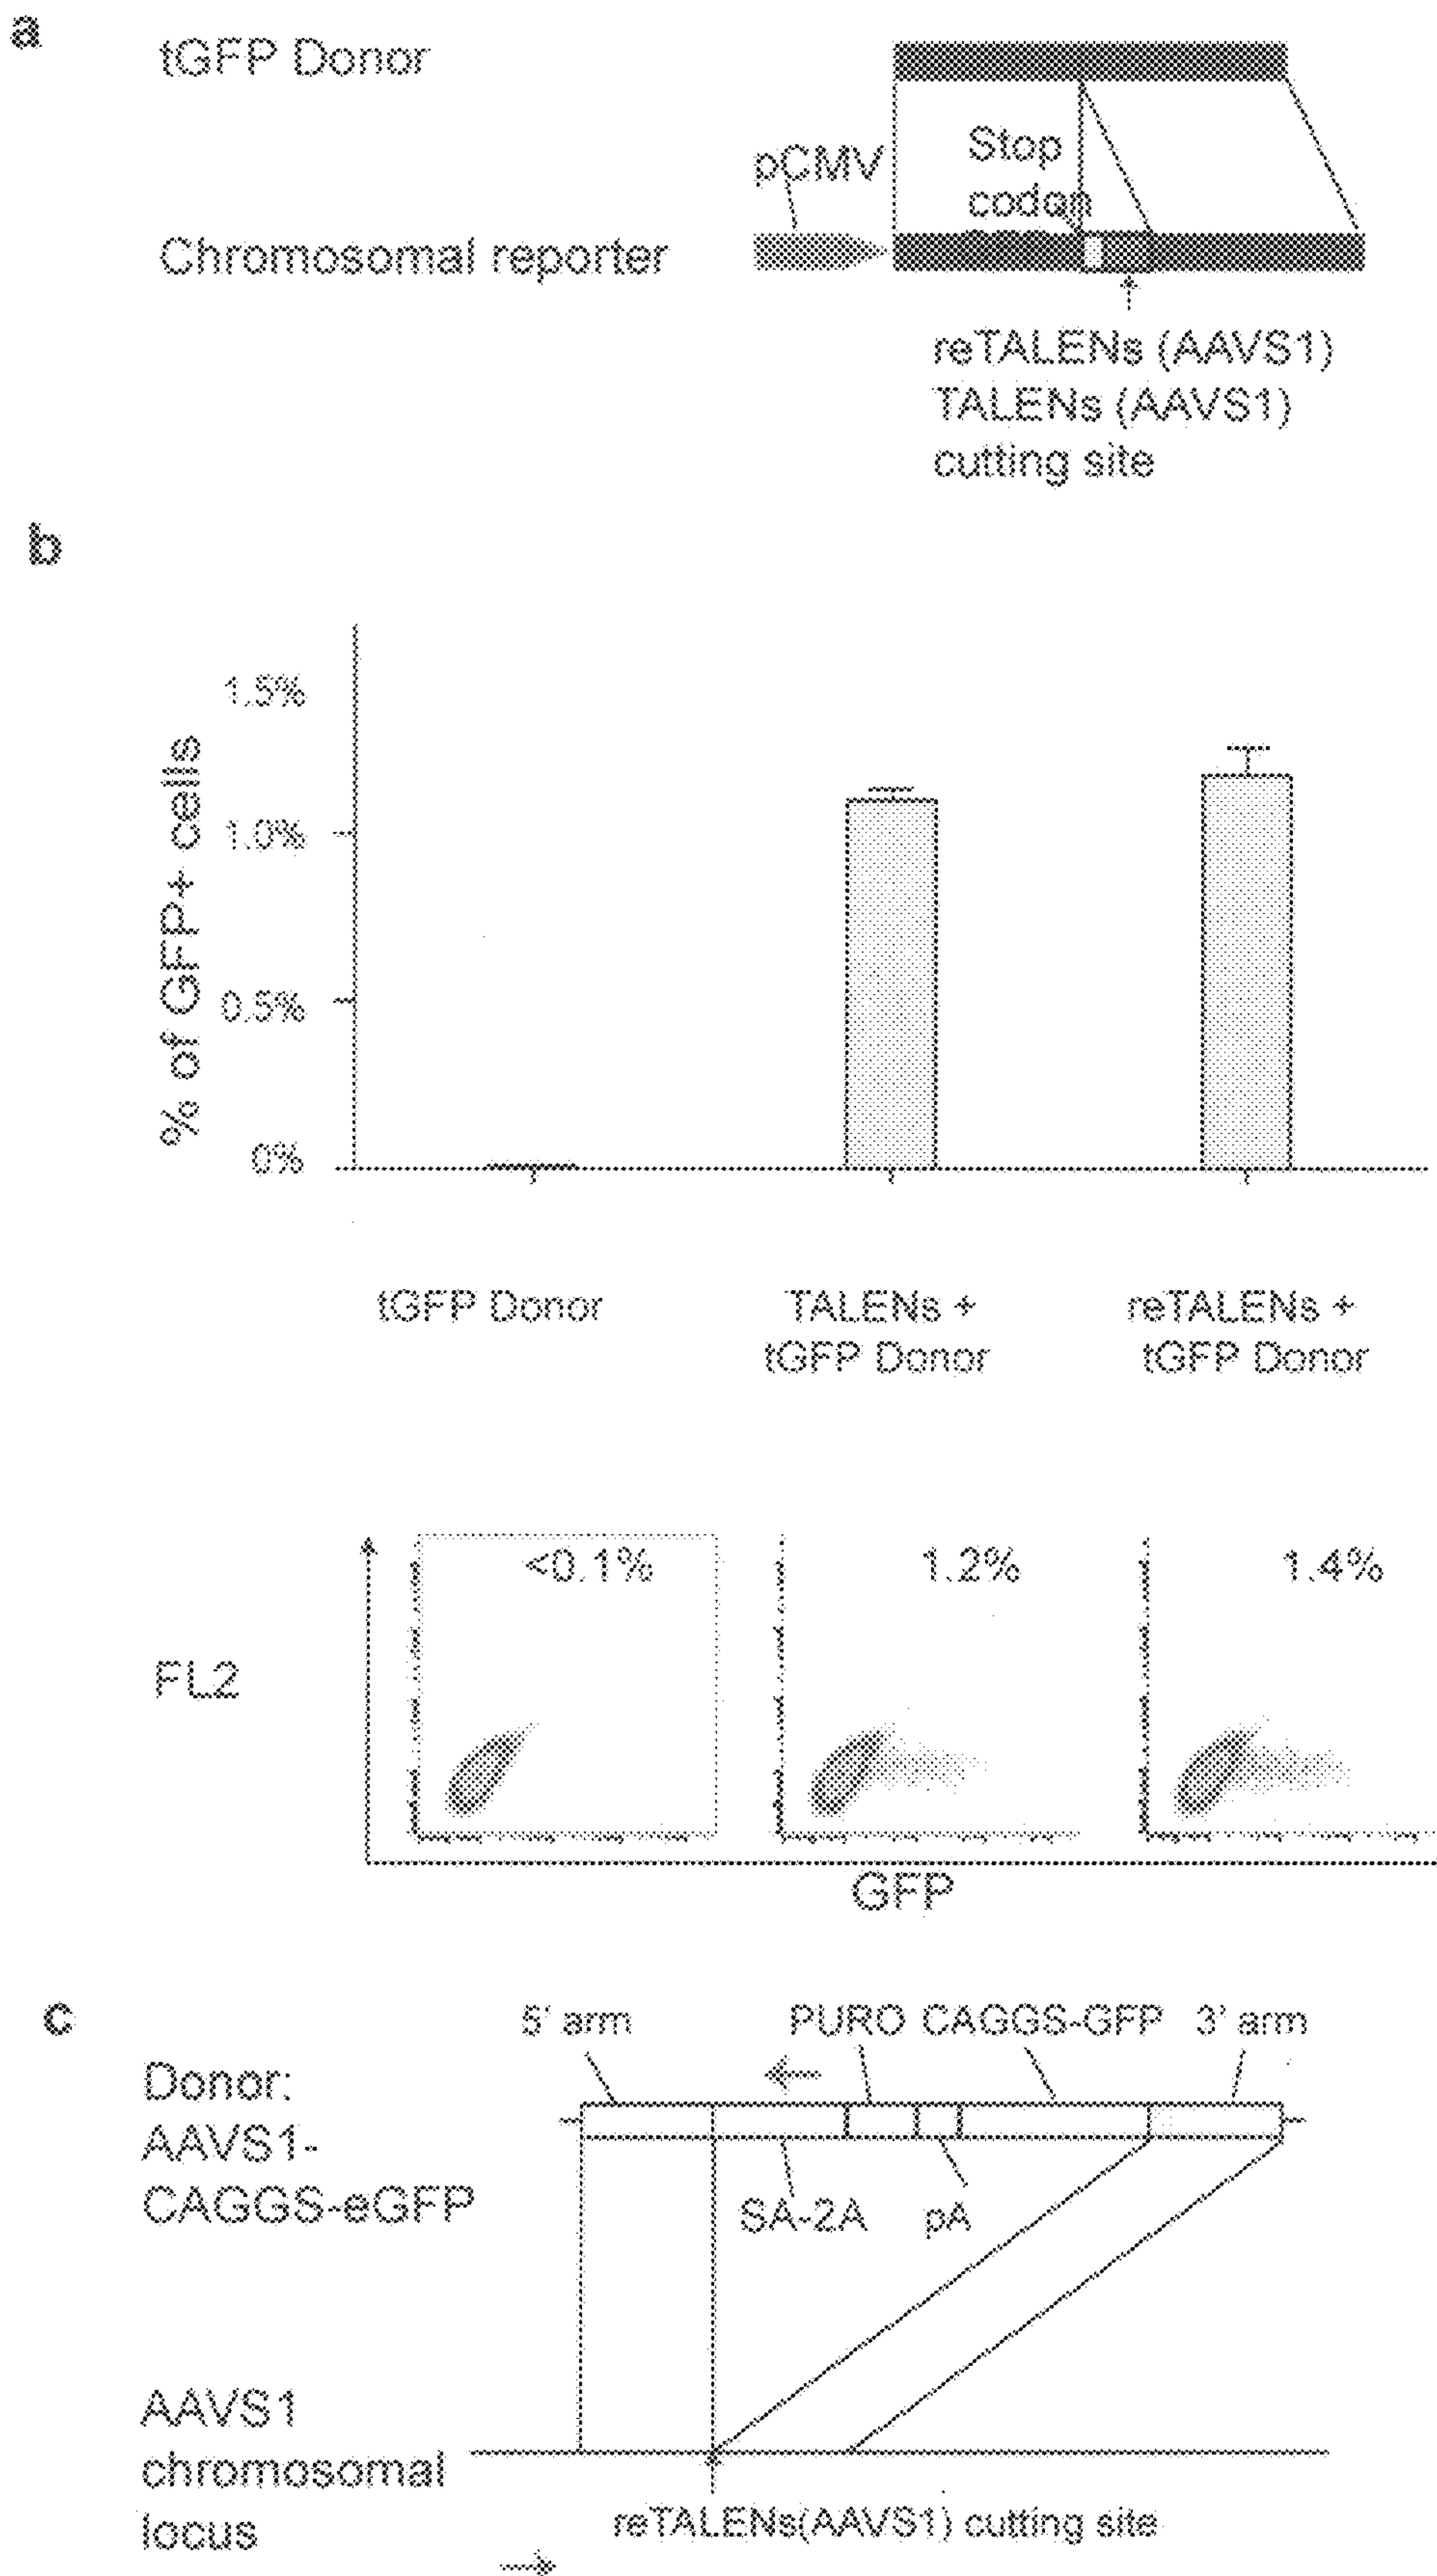 a
tGFP Donor
pCMV
Stop
codon
Chromosomal reporter
reTALENs (AAVS1)
TALENs (AAVS1)
cutting site
b
% of GFP+ cells
1.5%
1.0%
0.5%
0%
tGFP Donor
TALENs +
tGFP Donor
reTALENs +
tGFP Donor
<0.1%
1.2%
1.4%
FL2
GFP
c
5' arm
PURO CAGGS-GFP
3' arm
Donor:
AAVS1-
CAGGS-eGFP
SA-2A
pA
AAVS1
chromosomal
locus
reTALENs(AAVS1) cutting site